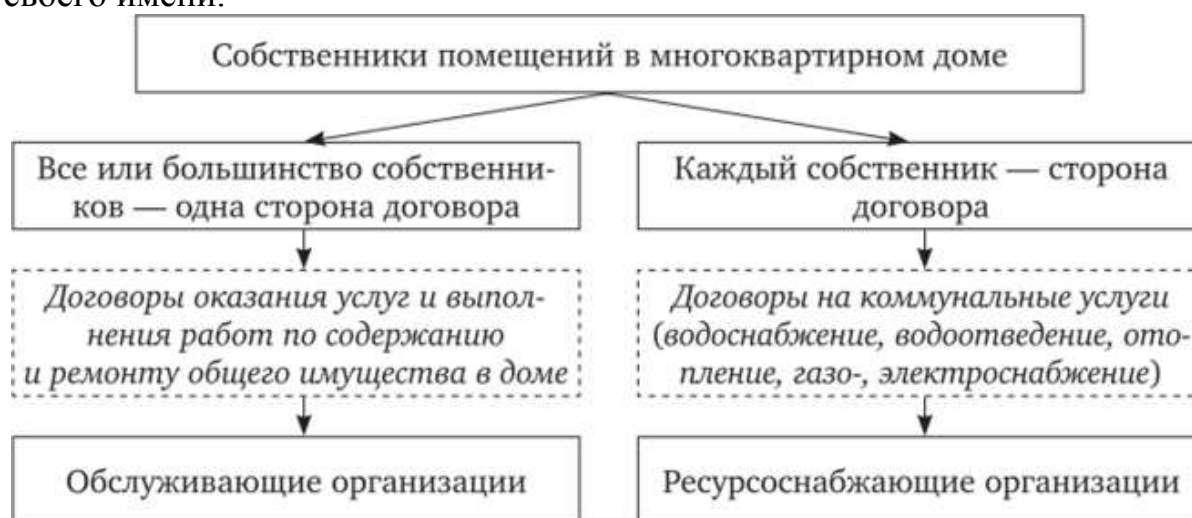 своего имени.
Собственники помещений в многоквартирном доме
Все или большинство собственни-
ков — одна сторона договора
Каждый собственник — сторона
договора
Договоры оказания услуг и выпол-
нения работ по содержанию
и ремонту общего имущества в доме
Договоры на коммунальные услуги
(водоснабжение, водоотведение, ото-
пление, газо-, электроснабжение)
Обслуживающие организации
Ресурсоснабжающие организации